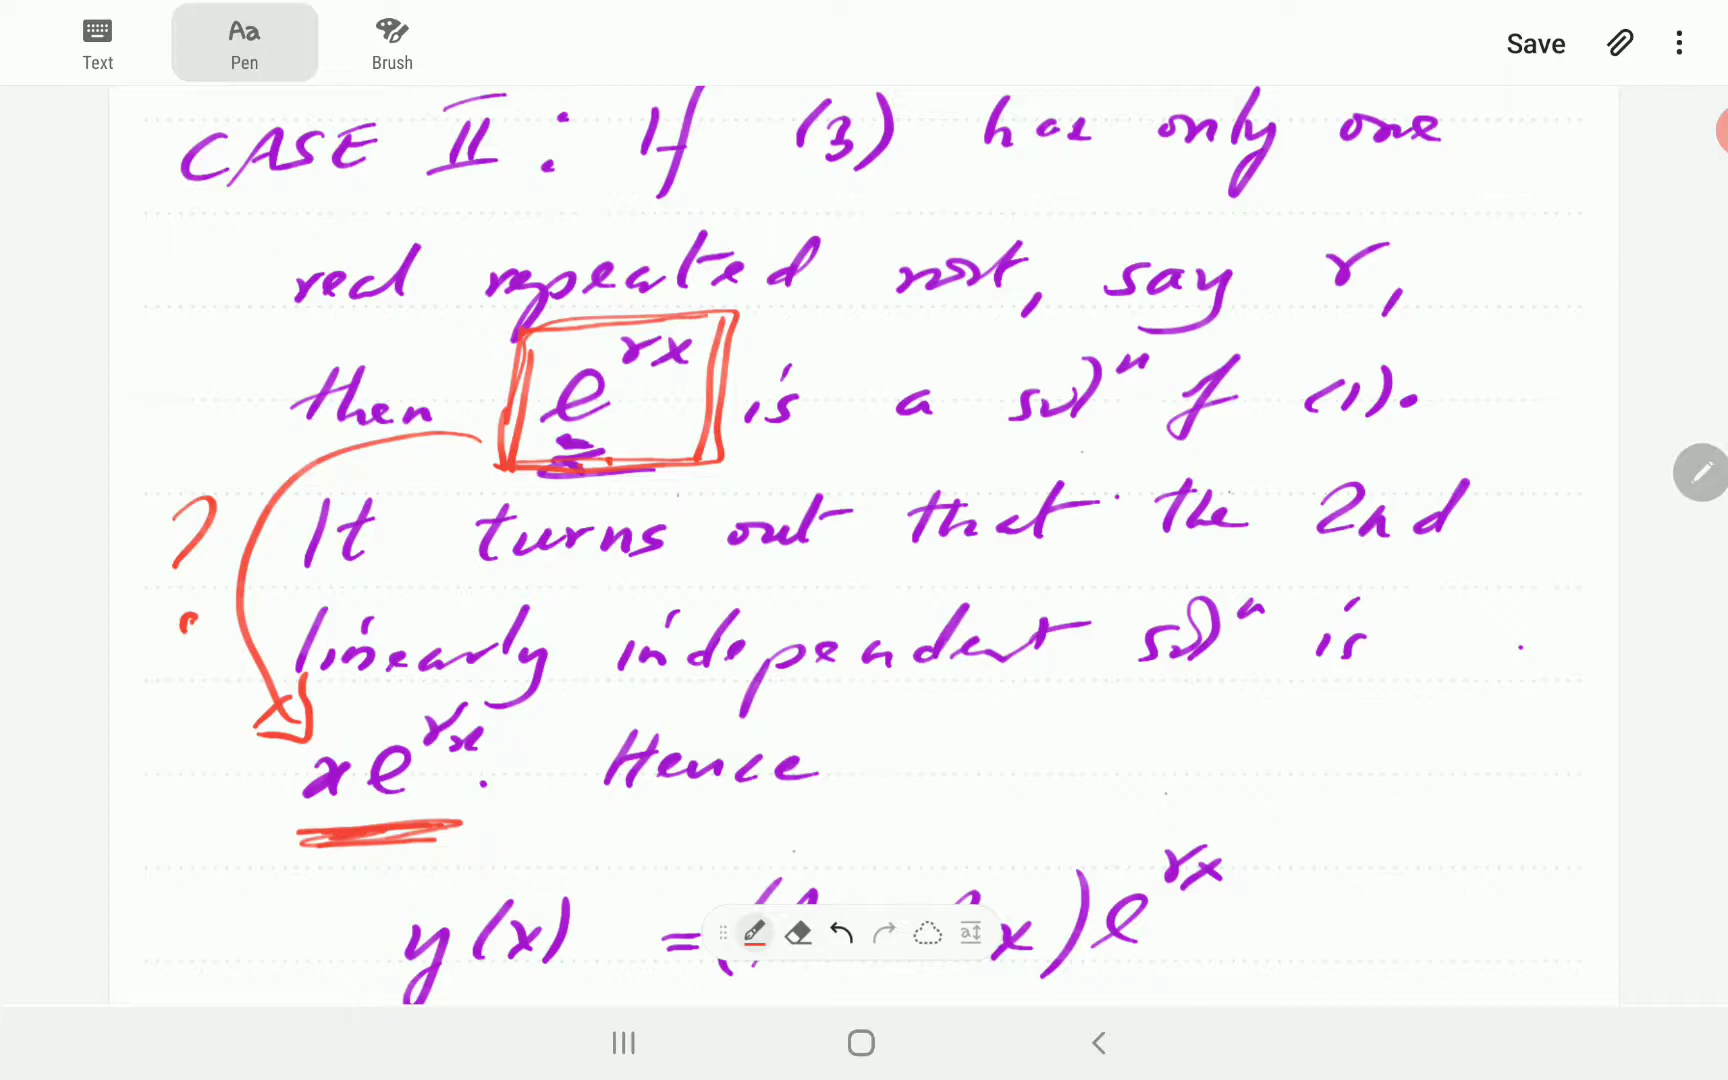 Text
Aa
Pen
Brush
Save
CASE II : If (3) has only one
real repeated root, say r,
then e^rx is a sol^n of (1).
? It turns out that the 2nd
linearly independent sol^n is
xe^rx. Hence
y(x) = ( x)e^rx